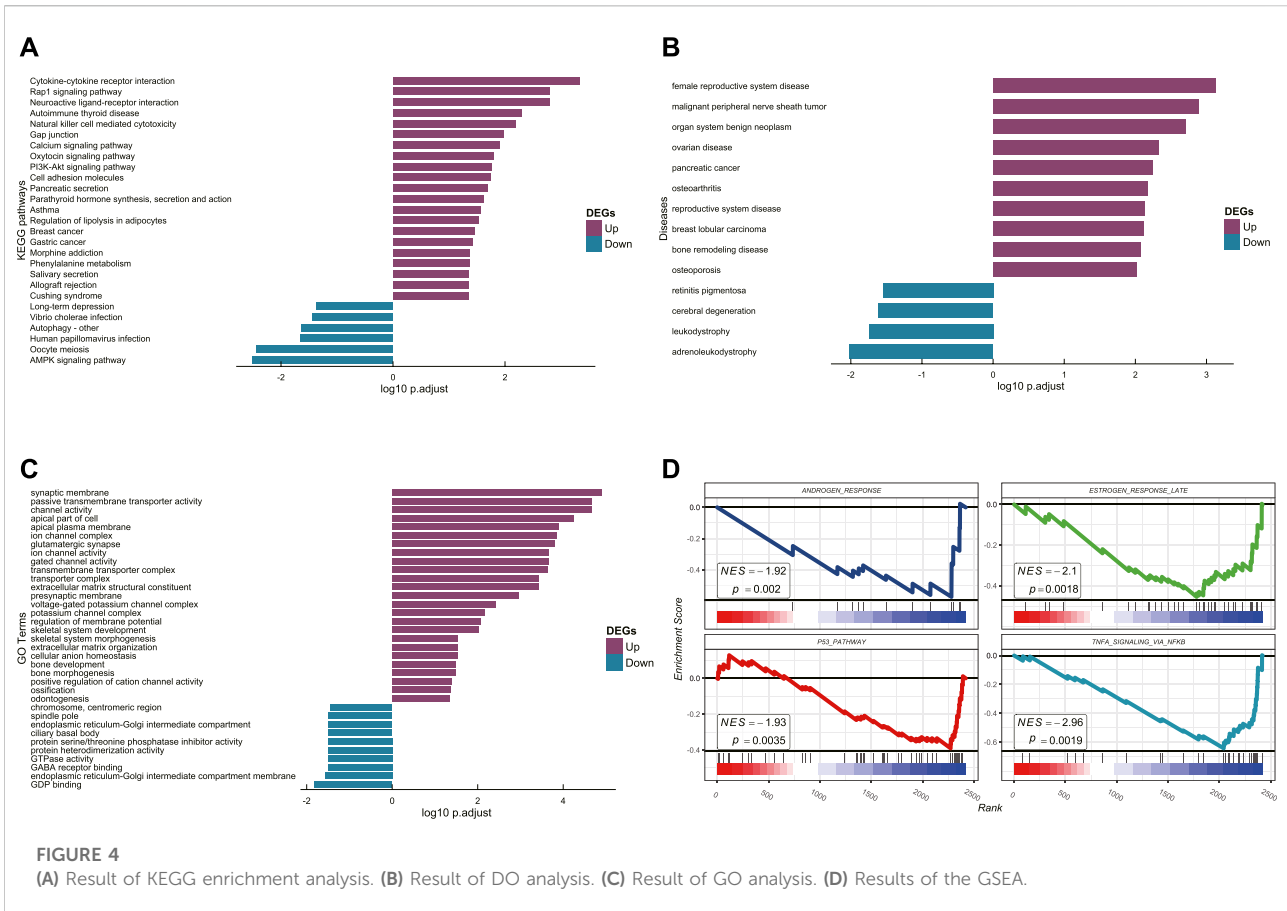 A
Cytokine-cytokine receptor interaction
Rap1 signaling pathway
Neuroactive ligand-receptor interaction
Autoimmune thyroid disease
Natural killer cell mediated cytotoxicity
Gap junction
Calcium signaling pathway
Oxytocin signaling pathway
PI3K-Akt signaling pathway
Cell adhesion molecules
Pancreatic secretion
Parathyroid hormone synthesis, secretion and action
Asthma
Regulation of lipolysis in adipocytes
Breast cancer
Gastric cancer
Morphine addiction
Phenylalanine metabolism
Salivary secretion
Allograft rejection
Cushing syndrome
Long-term depression
Vibrio cholerae infection
Autophagy - other
Human papillomavirus infection
Oocyte meiosis
AMPK signaling pathway
KEGG pathways
-2 0 2
log10 p.adjust
DEGs
Up
Down
B
female reproductive system disease
malignant peripheral nerve sheath tumor
organ system benign neoplasm
ovarian disease
pancreatic cancer
osteoarthritis
reproductive system disease
breast lobular carcinoma
bone remodeling disease
osteoporosis
retinitis pigmentosa
cerebral degeneration
leukodystrophy
adrenoleukodystrophy
Diseases
-2 -1 0 1 2 3
log10 p.adjust
DEGs
Up
Down
C
synaptic membrane
passive transmembrane transporter activity
channel activity
apical part of cell
apical plasma membrane
ion channel complex
glutamatergic synapse
ion channel activity
gated channel activity
transmembrane transporter complex
transporter complex
extracellular matrix structural constituent
presynaptic membrane
voltage-gated potassium channel complex
potassium channel complex
regulation of membrane potential
skeletal system development
skeletal system morphogenesis
extracellular matrix organization
cellular anion homeostasis
bone development
bone morphogenesis
positive regulation of cation channel activity
ossification
odontogenesis
chromosome, centromeric region
spindle pole
endoplasmic reticulum-Golgi intermediate compartment
ciliary basal body
protein serine/threonine phosphatase inhibitor activity
protein heterodimerization activity
GTPase activity
GABA receptor binding
endoplasmic reticulum-Golgi intermediate compartment membrane
GDP binding
GO Terms
-2 0 2 4
log10 p.adjust
DEGs
Up
Down
D
Enrichment Score
ANDROGEN_RESPONSE
0.0
-0.2
-0.4
NES = -1.92
p = 0.002
ESTROGEN_RESPONSE_LATE
0.0
-0.2
-0.4
NES = -2.1
p = 0.0018
P53_PATHWAY
0.0
-0.2
-0.4
NES = -1.93
p = 0.0035
0 500 1000 1500 2000 2500
TNFA_SIGNALING_VIA_NFKB
0.0
-0.2
-0.4
-0.6
NES = -2.96
p = 0.0019
0 500 1000 1500 2000 2500
Rank
FIGURE 4
(A) Result of KEGG enrichment analysis. (B) Result of DO analysis. (C) Result of GO analysis. (D) Results of the GSEA.